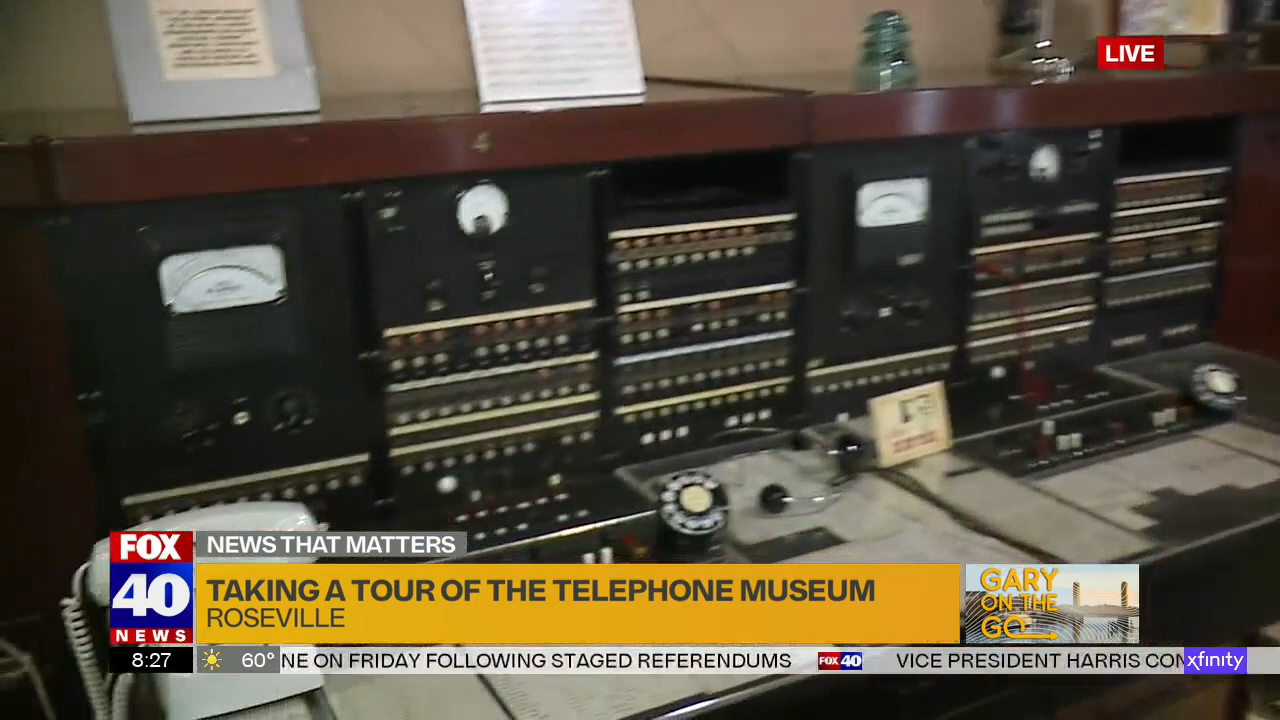 LIVE
4
FOX
40
NEWS
NEWS THAT MATTERS
TAKING A TOUR OF THE TELEPHONE MUSEUM
ROSEVILLE
GARY
ON THE
GO
8:27
60°
NE ON FRIDAY FOLLOWING STAGED REFERENDUMS
FOX 40
VICE PRESIDENT HARRIS CON
xfinity